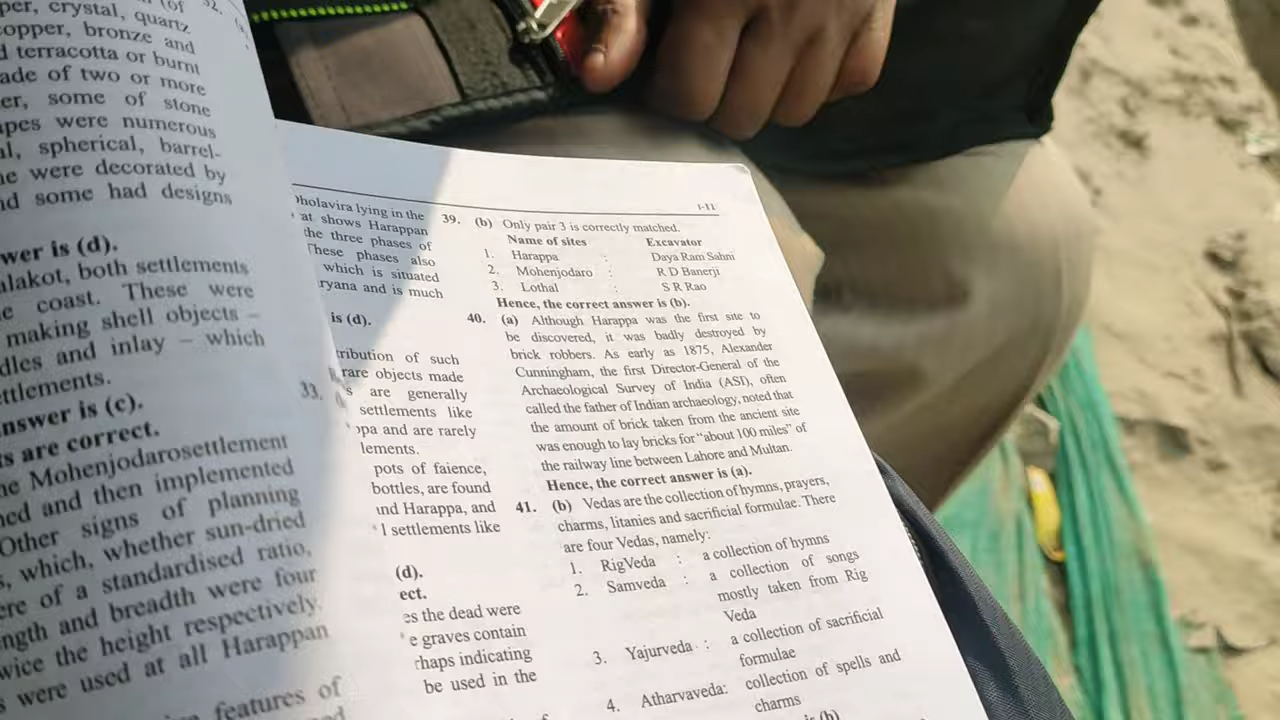 per, crystal, quartz
copper, bronze and
terracotta or burnt
ade of two or more
er, some of stone
apes were numerous
al, spherical, barrel-
ne were decorated by
nd some had designs
wer is (d).
alakot, both settlements
e coast. These were
making shell objects –
dles and inlay – which
ettlements.
nswer is (c).
ts are correct.
he Mohenjodarosettlement
ned and then implemented
Other signs of planning
s, which, whether sun-dried
ere of a standardised ratio,
ngth and breadth were four
wice the height respectively.
s were used at all Harappan
features of
32.
33.
Dholavira lying in the
at shows Harappan
the three phases of
These phases also
which is situated
ryana and is much
is (d).
tribution of such
rare objects made
s are generally
settlements like
ppa and are rarely
lements.
pots of faience,
bottles, are found
and Harappa, and
l settlements like
(d).
ect.
es the dead were
e graves contain
rhaps indicating
be used in the
1-11
39. (b) Only pair 3 is correctly matched.
Name of sites Excavator
1. Harappa : Daya Ram Sahni
2. Mohenjodaro : R D Banerji
3. Lothal : S R Rao
Hence, the correct answer is (b).
40. (a) Although Harappa was the first site to
be discovered, it was badly destroyed by
brick robbers. As early as 1875, Alexander
Cunningham, the first Director-General of the
Archaeological Survey of India (ASI), often
called the father of Indian archaeology, noted that
the amount of brick taken from the ancient site
was enough to lay bricks for “about 100 miles” of
the railway line between Lahore and Multan.
Hence, the correct answer is (a).
41. (b) Vedas are the collection of hymns, prayers,
charms, litanies and sacrificial formulae. There
are four Vedas, namely:
1. RigVeda : a collection of hymns
2. Samveda : a collection of songs
mostly taken from Rig
Veda
3. Yajurveda : a collection of sacrificial
formulae
4. Atharvaveda: collection of spells and
charms
is (b)